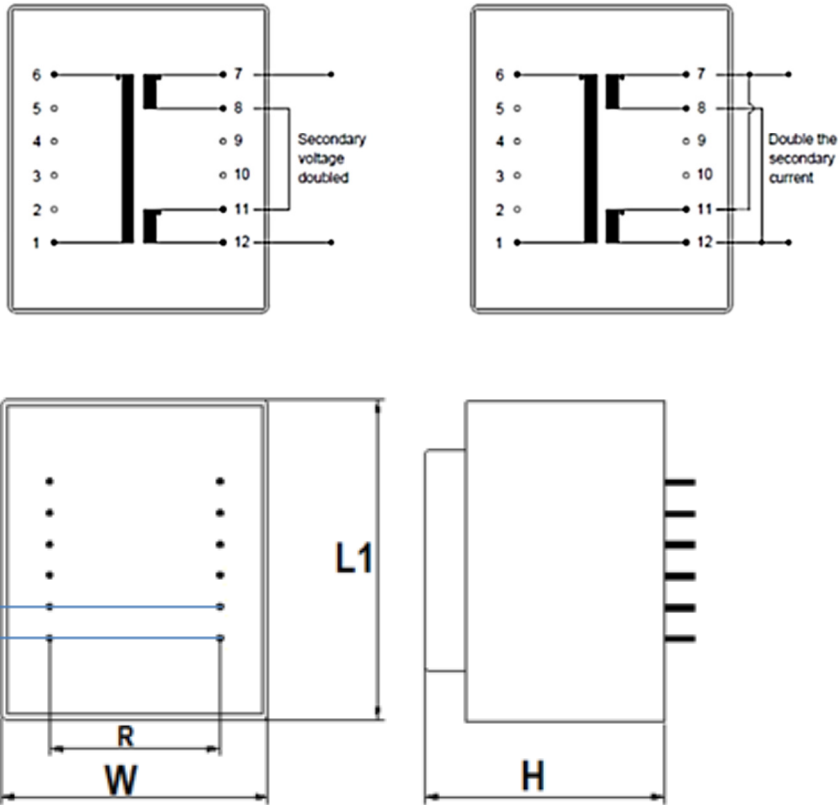 6 7
5 8
4 9
3 10
2 11
1 12
Secondary
voltage
doubled
6 7
5 8
4 9
3 10
2 11
1 12
Double the
secondary
current
L1
R
W
H